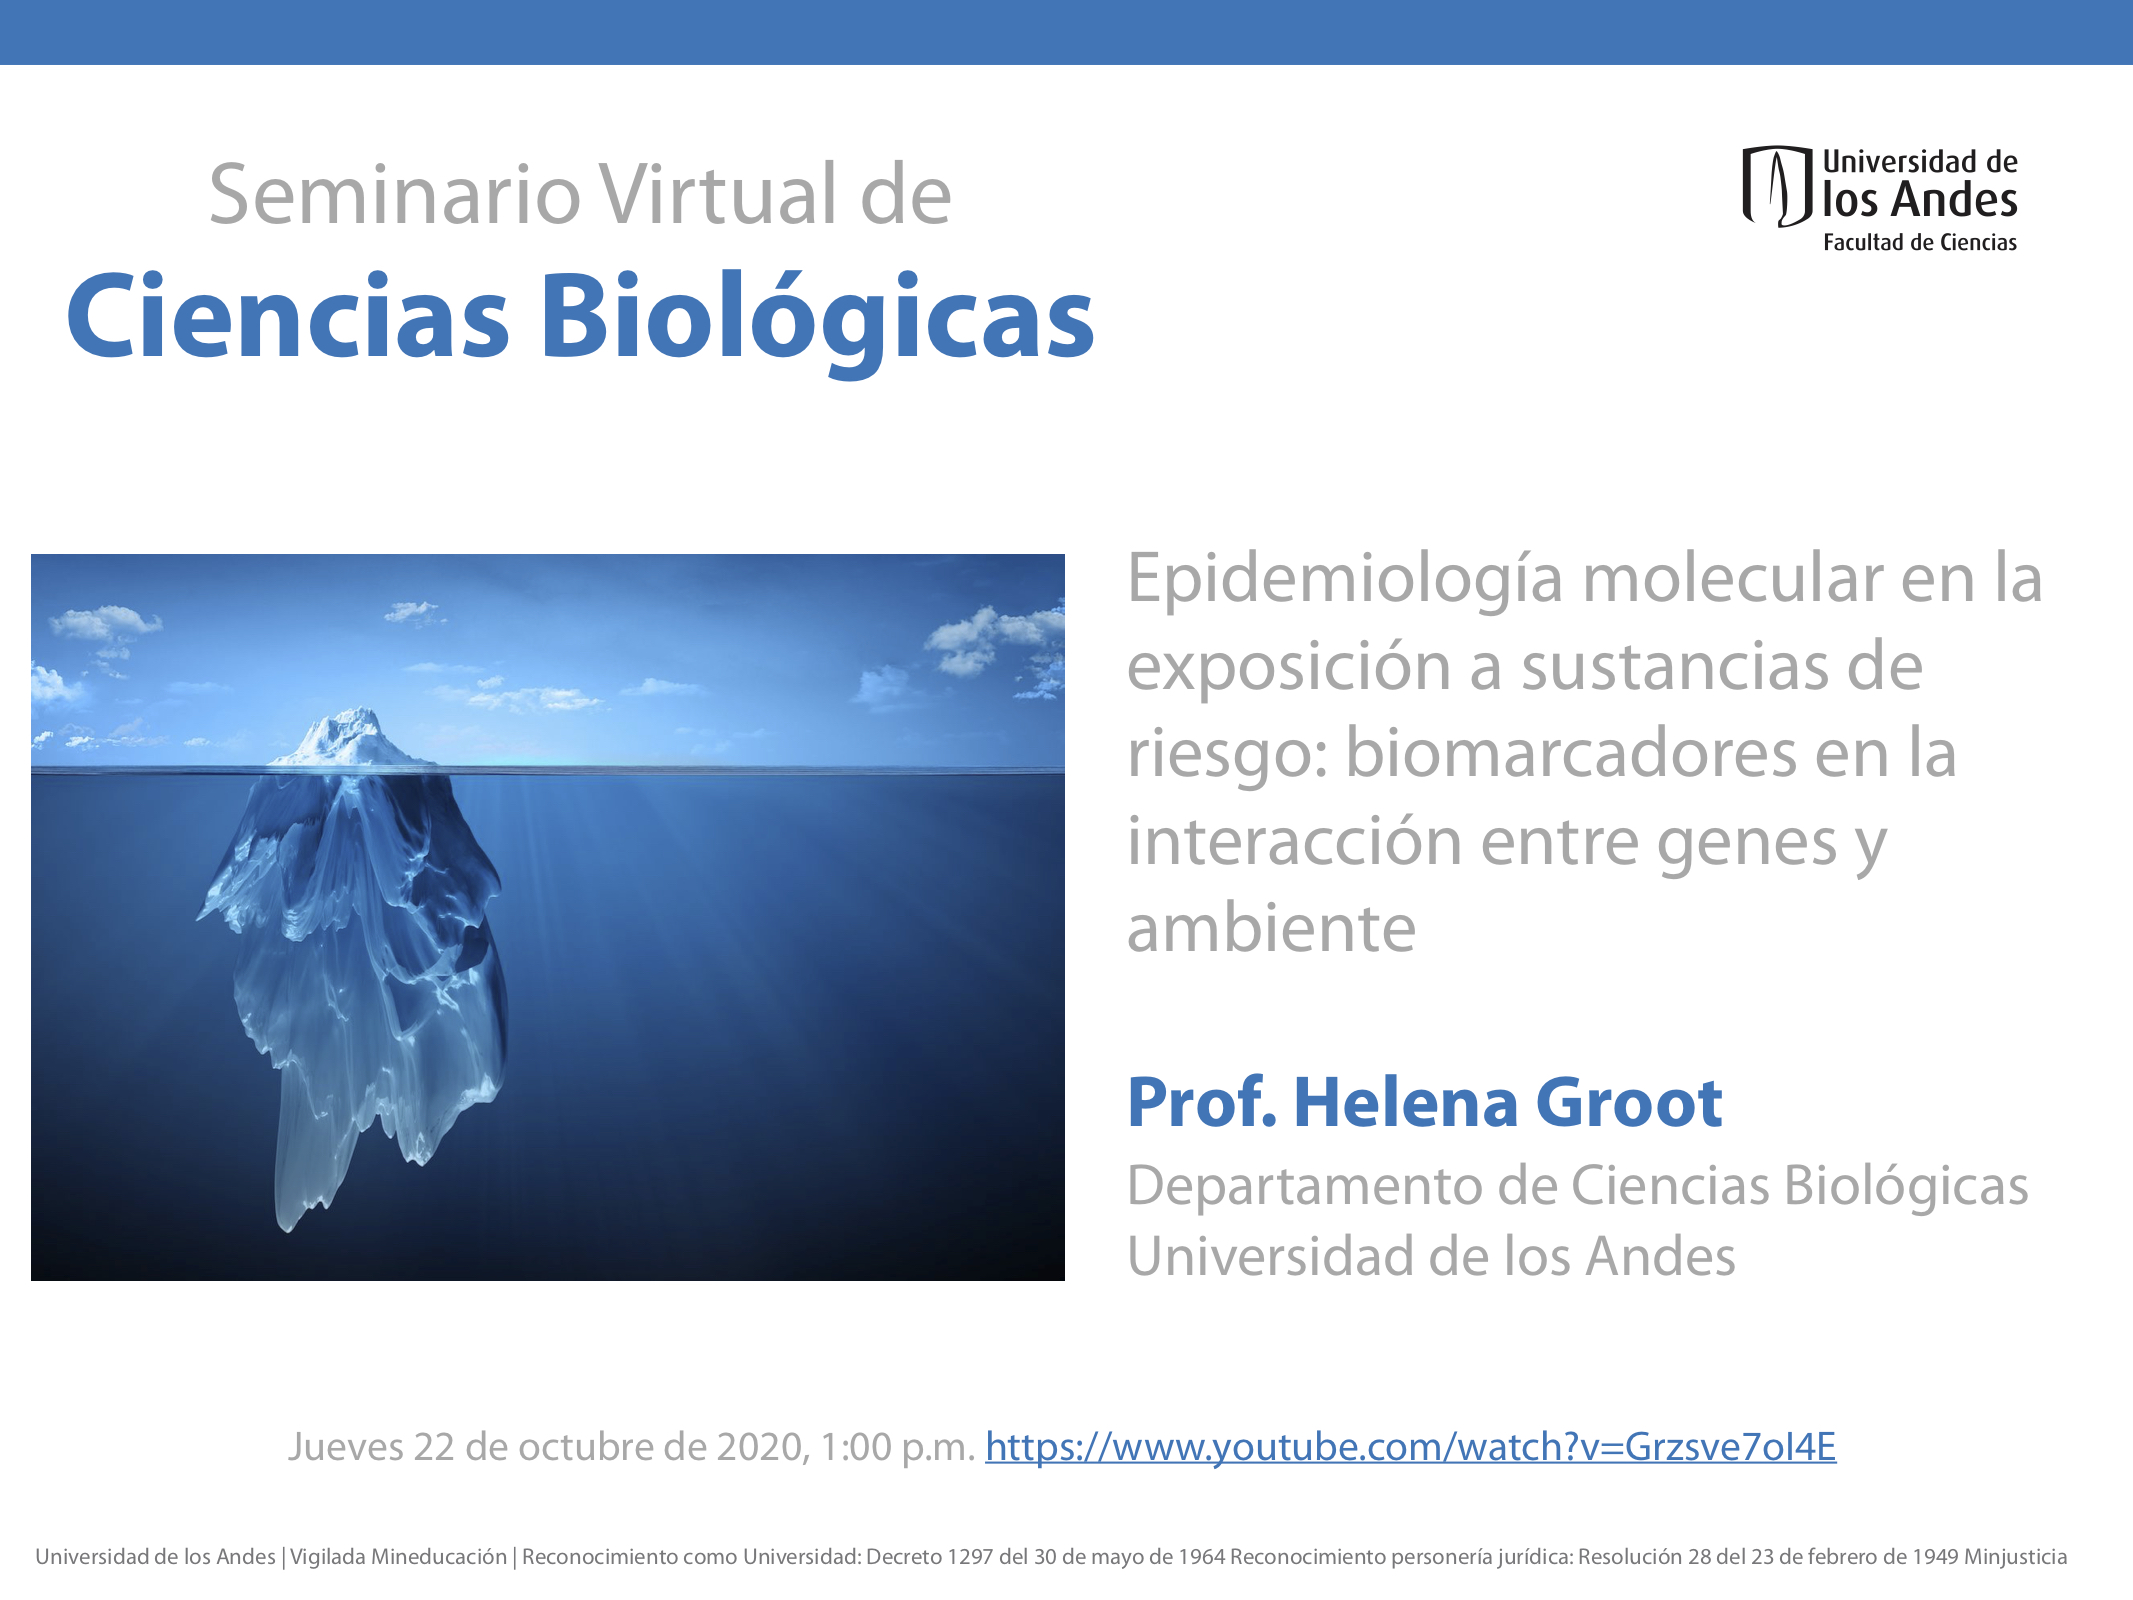 Seminario Virtual de
Ciencias Biológicas
Universidad de
los Andes
Facultad de Ciencias
Epidemiología molecular en la
exposición a sustancias de
riesgo: biomarcadores en la
interacción entre genes y
ambiente
Prof. Helena Groot
Departamento de Ciencias Biológicas
Universidad de los Andes
Jueves 22 de octubre de 2020, 1:00 p.m. https://www.youtube.com/watch?v=Grzsve7oI4E
Universidad de los Andes | Vigilada Mineducación | Reconocimiento como Universidad: Decreto 1297 del 30 de mayo de 1964 Reconocimiento personería jurídica: Resolución 28 del 23 de febrero de 1949 Minjusticia